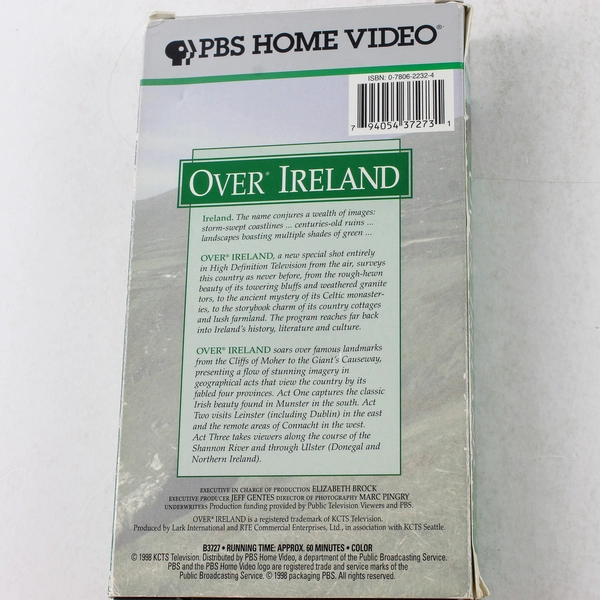 PBS HOME VIDEO®
ISBN: 0-7806-2232-4
7 94054 37273 1
OVER® IRELAND
Ireland. The name conjures a wealth of images:
storm-swept coastlines ... centuries-old ruins ...
landscapes boasting multiple shades of green ...
OVER® IRELAND, a new special shot entirely
in High Definition Television from the air, surveys
this country as never before, from the rough-hewn
beauty of its towering bluffs and weathered granite
tors, to the ancient mystery of its Celtic monaster-
ies, to the storybook charm of its country cottages
and lush farmland. The program reaches far back
into Ireland's history, literature and culture.
OVER® IRELAND soars over famous landmarks
from the Cliffs of Moher to the Giant's Causeway,
presenting a flow of stunning imagery in
geographical acts that view the country by its
fabled four provinces. Act One captures the classic
Irish beauty found in Munster in the south. Act
Two visits Leinster (including Dublin) in the east
and the remote areas of Connacht in the west.
Act Three takes viewers along the course of the
Shannon River and through Ulster (Donegal and
Northern Ireland).
EXECUTIVE IN CHARGE OF PRODUCTION ELIZABETH BROCK
EXECUTIVE PRODUCER JEFF GENTES DIRECTOR OF PHOTOGRAPHY MARC PINGRY
UNDERWRITERS Production funding provided by Public Television Viewers and PBS.
OVER® IRELAND is a registered trademark of KCTS Television.
Produced by Lark International and RTE Commercial Enterprises, Ltd., in association with KCTS Seattle.
B3727 • RUNNING TIME: APPROX. 60 MINUTES • COLOR
© 1998 KCTS Television. Distributed by PBS Home Video, a department of the Public Broadcasting Service.
PBS and the PBS Home Video logo are registered trade and service marks of the
Public Broadcasting Service. © 1998 packaging PBS. All rights reserved.